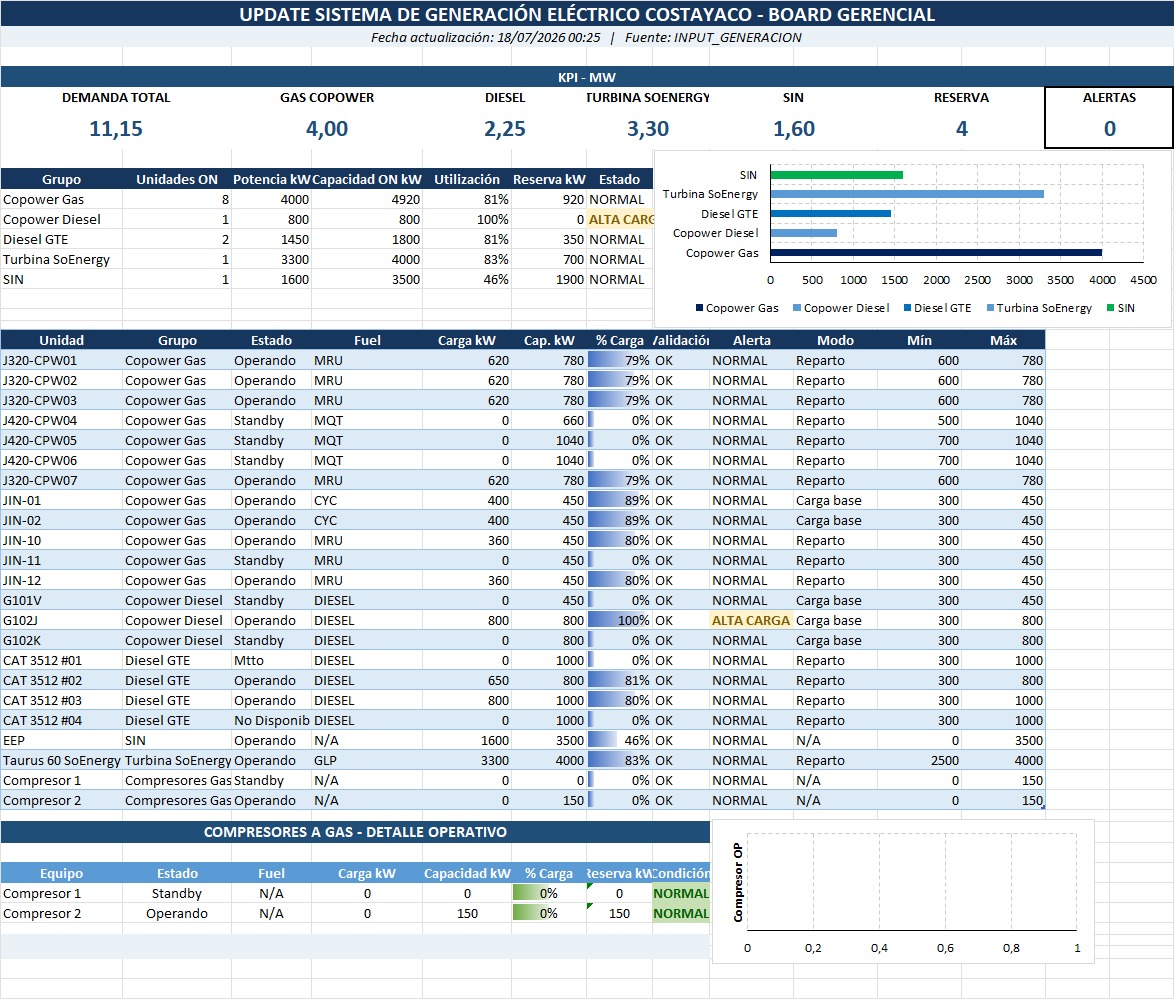 UPDATE SISTEMA DE GENERACIÓN ELÉCTRICO COSTAYACO - BOARD GERENCIAL
Fecha actualización: 18/07/2026 00:25 | Fuente: INPUT_GENERACION
KPI - MW
DEMANDA TOTAL GAS COPOWER DIESEL TURBINA SOENERGY SIN RESERVA ALERTAS
11,15 4,00 2,25 3,30 1,60 4 0
Grupo Unidades ON Potencia kW Capacidad ON kW Utilización Reserva kW Estado
Copower Gas 8 4000 4920 81% 920 NORMAL
Copower Diesel 1 800 800 100% 0 ALTA CARG
Diesel GTE 2 1450 1800 81% 350 NORMAL
Turbina SoEnergy 1 3300 4000 83% 700 NORMAL
SIN 1 1600 3500 46% 1900 NORMAL
SIN
Turbina SoEnergy
Diesel GTE
Copower Diesel
Copower Gas
0 500 1000 1500 2000 2500 3000 3500 4000 4500
Copower Gas Copower Diesel Diesel GTE Turbina SoEnergy SIN
Unidad Grupo Estado Fuel Carga kW Cap. kW % Carga Validación Alerta Modo Mín Máx
J320-CPW01 Copower Gas Operando MRU 620 780 79% OK NORMAL Reparto 600 780
J320-CPW02 Copower Gas Operando MRU 620 780 79% OK NORMAL Reparto 600 780
J320-CPW03 Copower Gas Operando MRU 620 780 79% OK NORMAL Reparto 600 780
J420-CPW04 Copower Gas Standby MQT 0 660 0% OK NORMAL Reparto 500 1040
J420-CPW05 Copower Gas Standby MQT 0 1040 0% OK NORMAL Reparto 700 1040
J420-CPW06 Copower Gas Standby MQT 0 1040 0% OK NORMAL Reparto 700 1040
J320-CPW07 Copower Gas Operando MRU 620 780 79% OK NORMAL Reparto 600 780
JIN-01 Copower Gas Operando CYC 400 450 89% OK NORMAL Carga base 300 450
JIN-02 Copower Gas Operando CYC 400 450 89% OK NORMAL Carga base 300 450
JIN-10 Copower Gas Operando MRU 360 450 80% OK NORMAL Reparto 300 450
JIN-11 Copower Gas Standby MRU 0 450 0% OK NORMAL Reparto 300 450
JIN-12 Copower Gas Operando MRU 360 450 80% OK NORMAL Reparto 300 450
G101V Copower Diesel Standby DIESEL 0 450 0% OK NORMAL Carga base 300 450
G102J Copower Diesel Operando DIESEL 800 800 100% OK ALTA CARGA Carga base 300 800
G102K Copower Diesel Standby DIESEL 0 800 0% OK NORMAL Carga base 300 800
CAT 3512 #01 Diesel GTE Mtto DIESEL 0 1000 0% OK NORMAL Reparto 300 1000
CAT 3512 #02 Diesel GTE Operando DIESEL 650 800 81% OK NORMAL Reparto 300 800
CAT 3512 #03 Diesel GTE Operando DIESEL 800 1000 80% OK NORMAL Reparto 300 1000
CAT 3512 #04 Diesel GTE No Disponib DIESEL 0 1000 0% OK NORMAL Reparto 300 1000
EEP SIN Operando N/A 1600 3500 46% OK NORMAL N/A 0 3500
Taurus 60 SoEnergy Turbina SoEnergy Operando GLP 3300 4000 83% OK NORMAL Reparto 2500 4000
Compresor 1 Compresores Gas Standby N/A 0 0 0% OK NORMAL N/A 0 150
Compresor 2 Compresores Gas Operando N/A 0 150 0% OK NORMAL N/A 0 150
COMPRESORES A GAS - DETALLE OPERATIVO
Equipo Estado Fuel Carga kW Capacidad kW % Carga Reserva kW Condición
Compresor 1 Standby N/A 0 0 0% 0 NORMAL
Compresor 2 Operando N/A 0 150 0% 150 NORMAL
Compresor OP
0 0,2 0,4 0,6 0,8 1